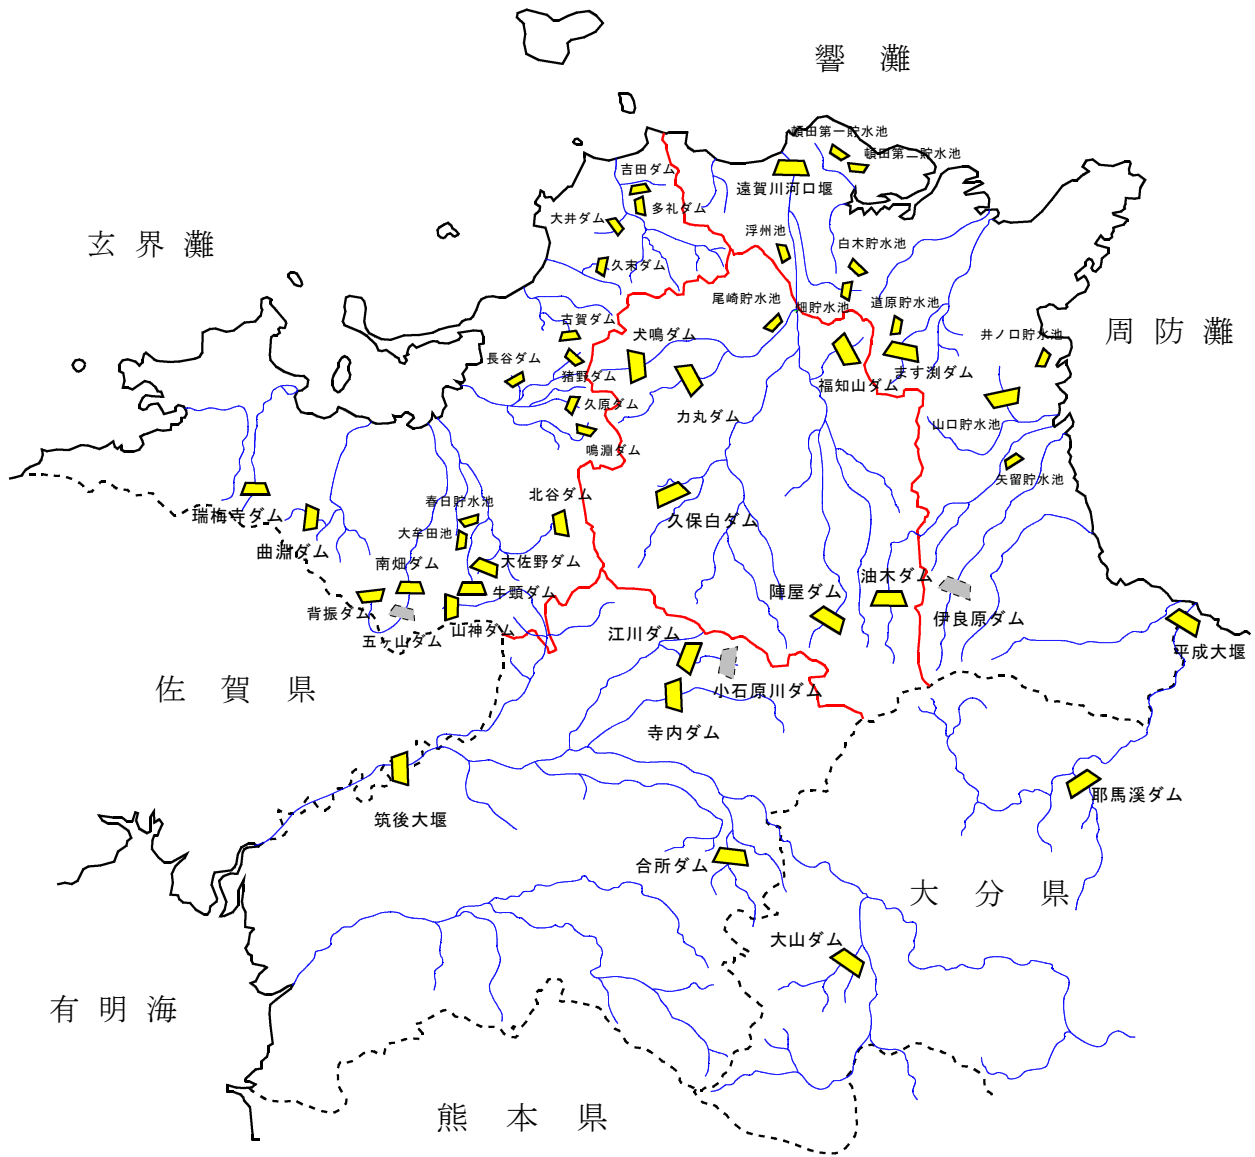 響灘
頓田第一貯水池
頓田第二貯水池
吉田ダム
遠賀川河口堰
多礼ダム
大井ダム
浮州池
玄界灘
白木貯水池
久末ダム
尾崎貯水池
畑貯水池
道原貯水池
古賀ダム
犬鳴ダム
井ノ口貯水池
周防灘
長谷ダム
猪野ダム
ます渕ダム
福知山ダム
久原ダム
力丸ダム
山口貯水池
鳴淵ダム
矢留貯水池
北谷ダム
春日貯水池
瑞梅寺ダム
久保白ダム
大牟田池
曲淵ダム
南畑ダム
大佐野ダム
油木ダム
陣屋ダム
牛頸ダム
背振ダム
伊良原ダム
山神ダム
江川ダム
五ヶ山ダム
平成大堰
佐賀県
小石原川ダム
寺内ダム
耶馬溪ダム
筑後大堰
合所ダム
大分県
大山ダム
有明海
熊本県